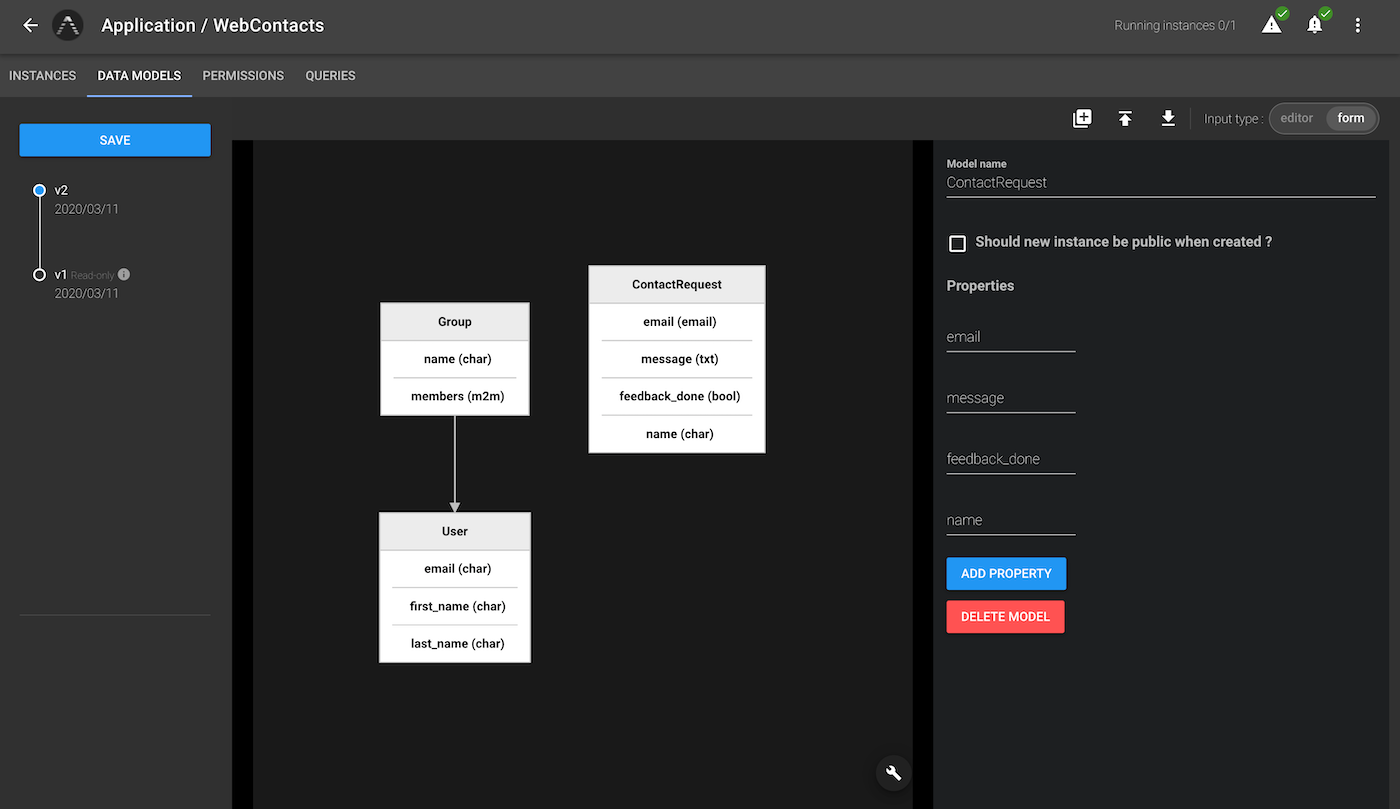 Application / WebContacts
Running instances 0/1
INSTANCES DATA MODELS PERMISSIONS QUERIES
Input type : editor form
SAVE
v2
2020/03/11
v1 Read-only
2020/03/11
Group
name (char)
members (m2m)
ContactRequest
email (email)
message (txt)
feedback_done (bool)
name (char)
User
email (char)
first_name (char)
last_name (char)
Model name
ContactRequest
Should new instance be public when created ?
Properties
email
message
feedback_done
name
ADD PROPERTY
DELETE MODEL